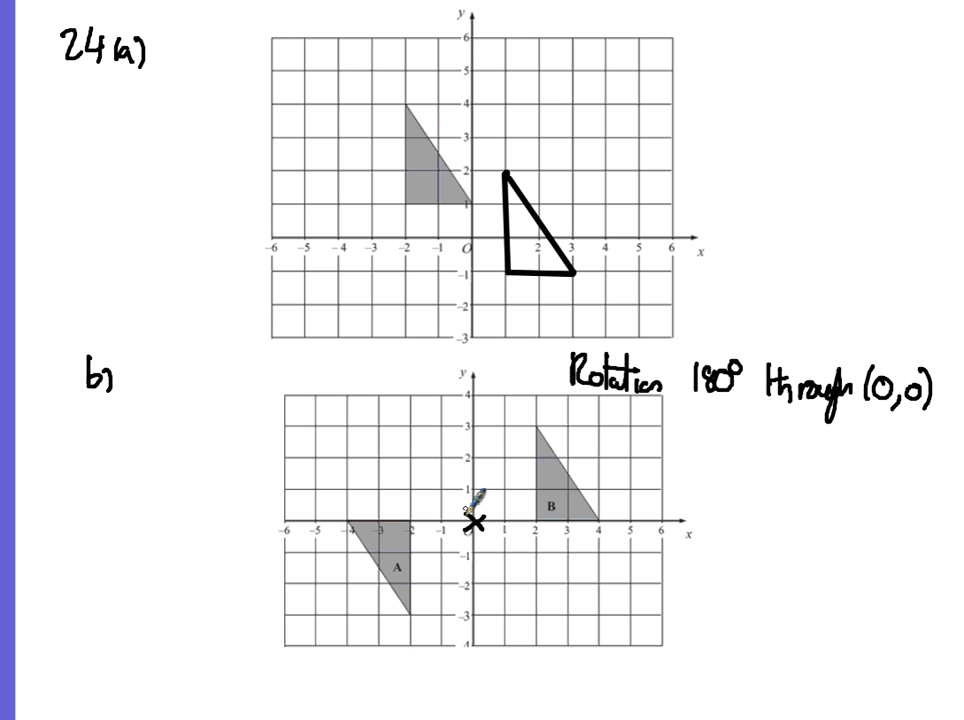 24(a)
y
6
5
4
3
2
1
-6 -5 -4 -3 -2 -1 O 2 3 4 5 6 x
-1
-2
-3
b)
Rotation 180° through (0,0)
y
4
3
2
1
B
-6 -5 -4 -3 -2 -1 1 2 3 4 5 6 x
-1
A
-2
-3